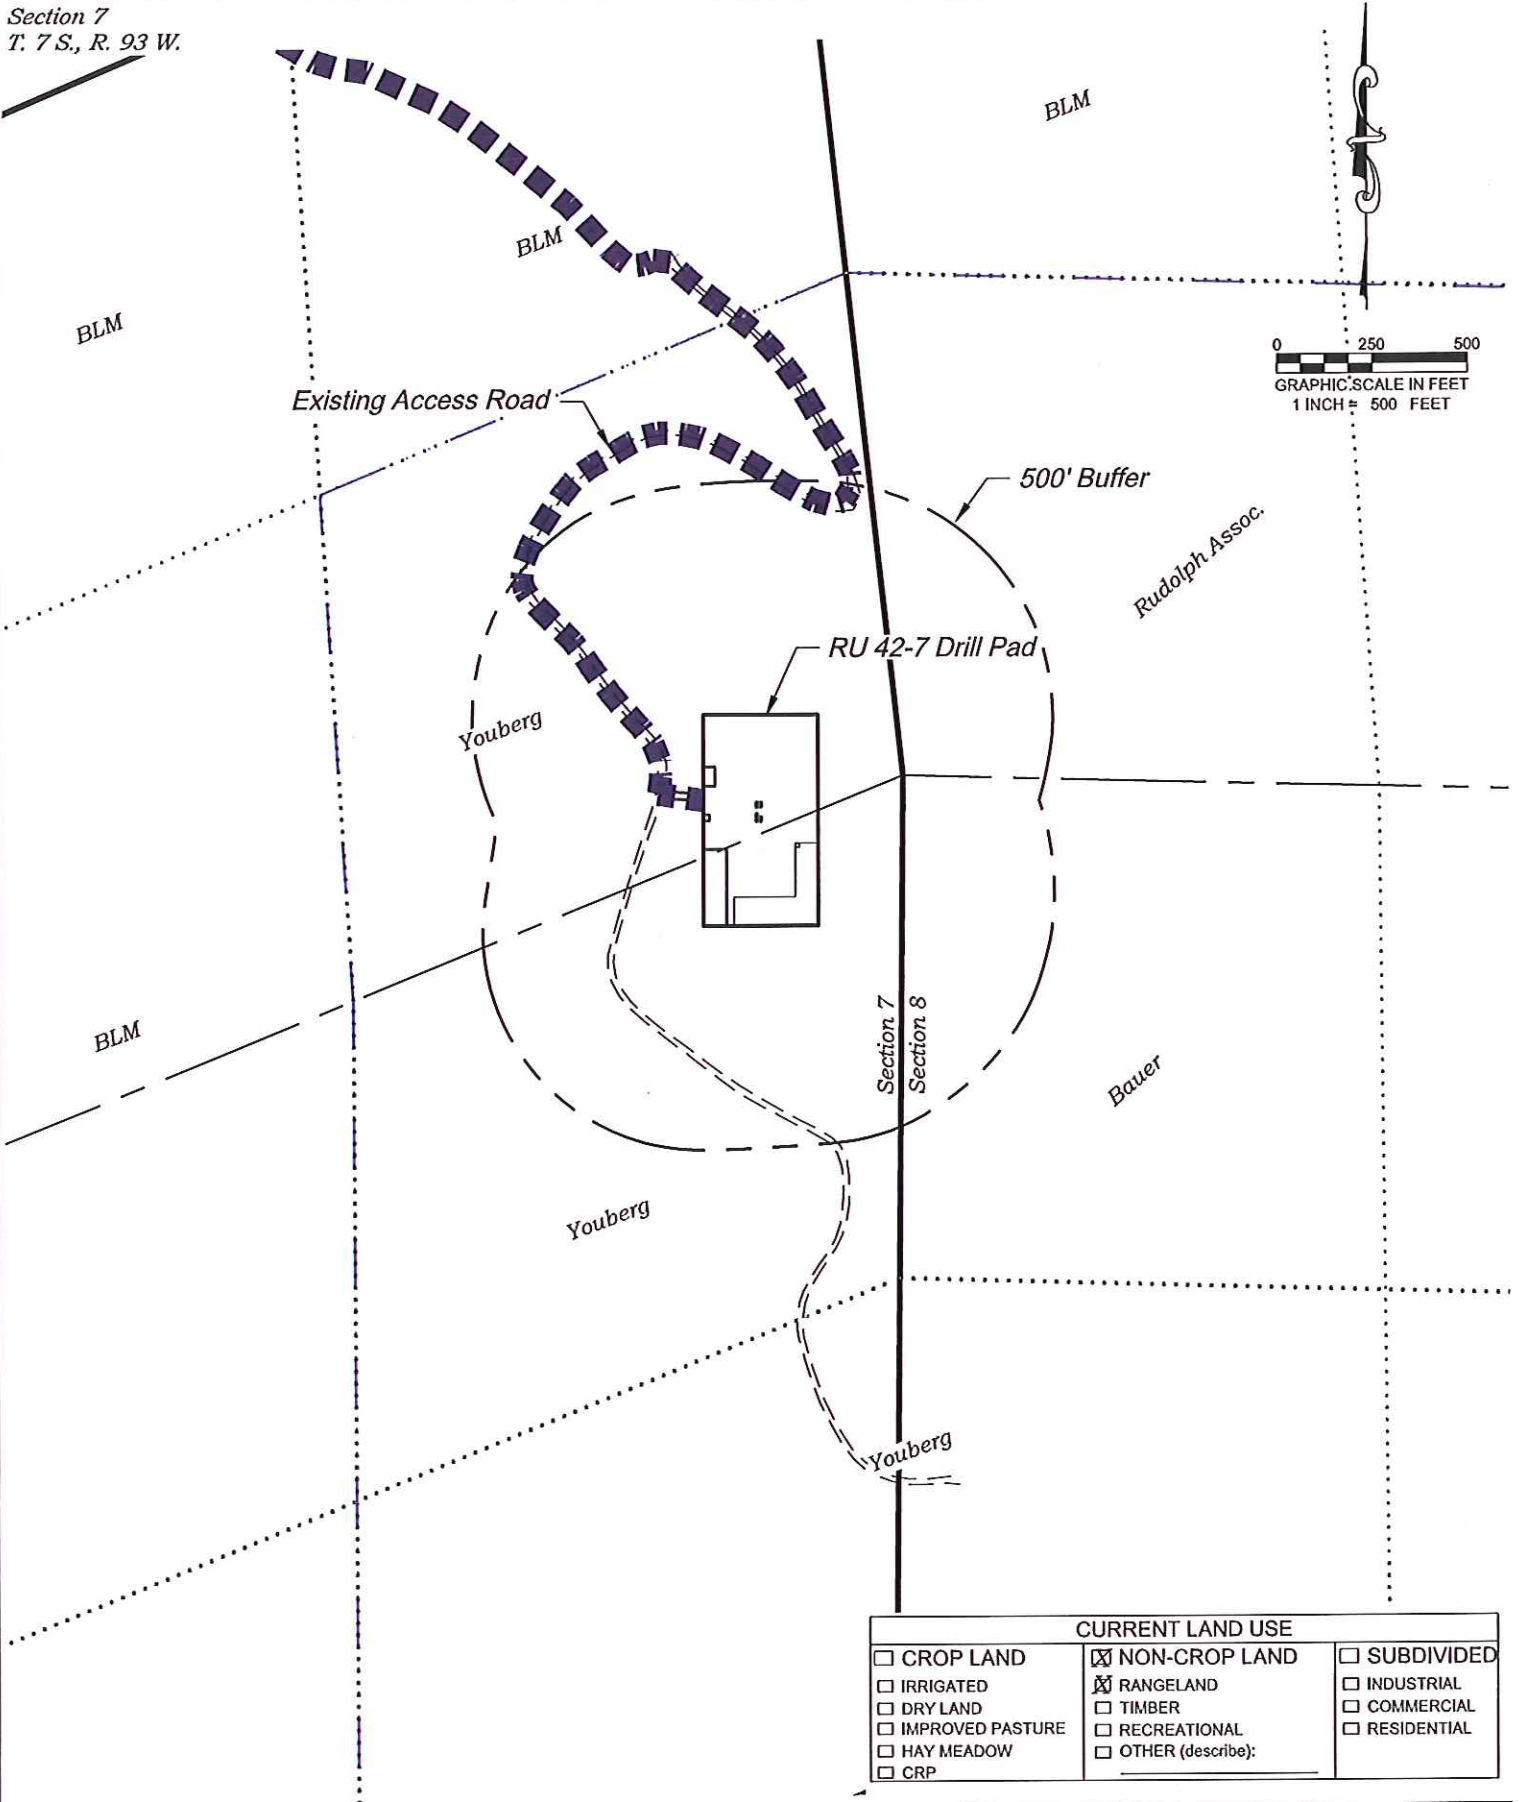 Section 7
T. 7 S., R. 93 W.
BLM
BLM
BLM
0 250 500
GRAPHIC SCALE IN FEET
1 INCH = 500 FEET
Existing Access Road
500' Buffer
Rudolph Assoc.
RU 42-7 Drill Pad
Youberg
BLM
Section 7
Section 8
Bauer
Youberg
Youberg
CURRENT LAND USE
CROP LAND
IRRIGATED
DRY LAND
IMPROVED PASTURE
HAY MEADOW
CRP
X NON-CROP LAND
X RANGELAND
TIMBER
RECREATIONAL
OTHER (describe):
SUBDIVIDED
INDUSTRIAL
COMMERCIAL
RESIDENTIAL